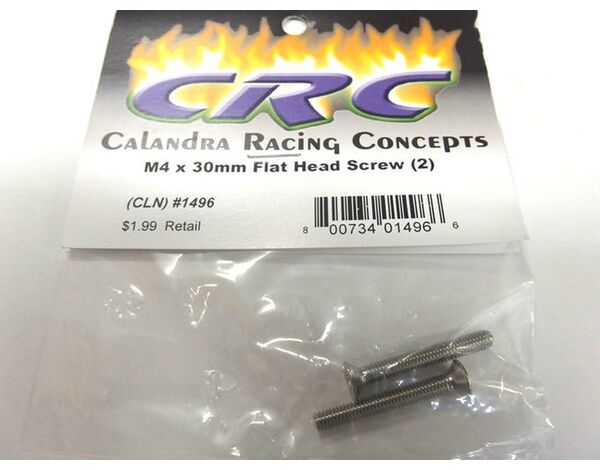 CRC
Calandra Racing Concepts
M4 x 30mm Flat Head Screw (2)
(CLN) #1496
$1.99 Retail
8 00734 01496 6